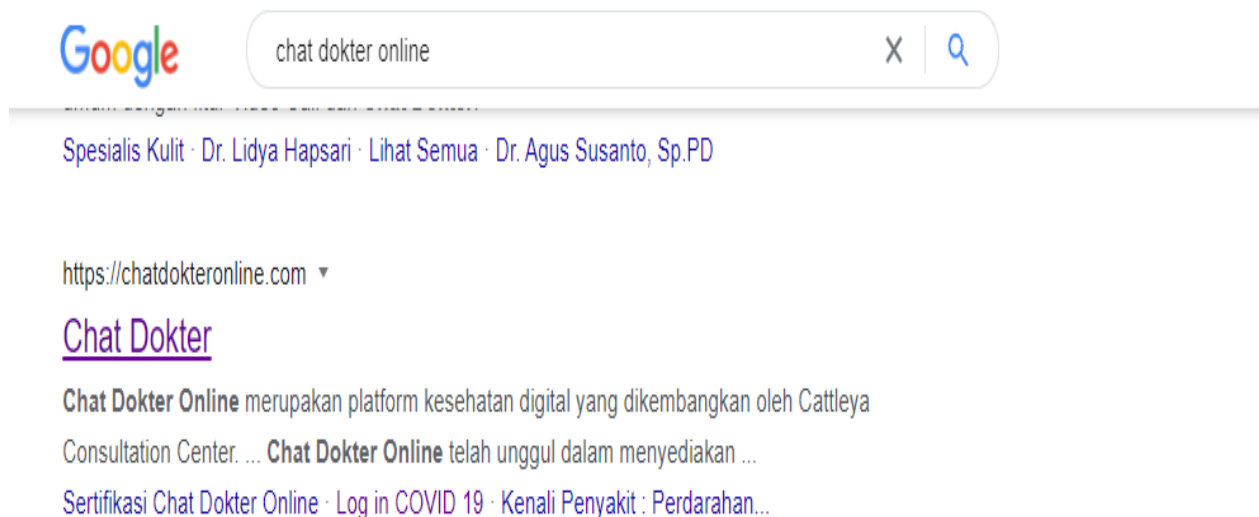 Google
chat dokter online
Spesialis Kulit · Dr. Lidya Hapsari · Lihat Semua · Dr. Agus Susanto, Sp.PD
https://chatdokteronline.com
Chat Dokter
Chat Dokter Online merupakan platform kesehatan digital yang dikembangkan oleh Cattleya
Consultation Center. ... Chat Dokter Online telah unggul dalam menyediakan ...
Sertifikasi Chat Dokter Online · Log in COVID 19 · Kenali Penyakit : Perdarahan...